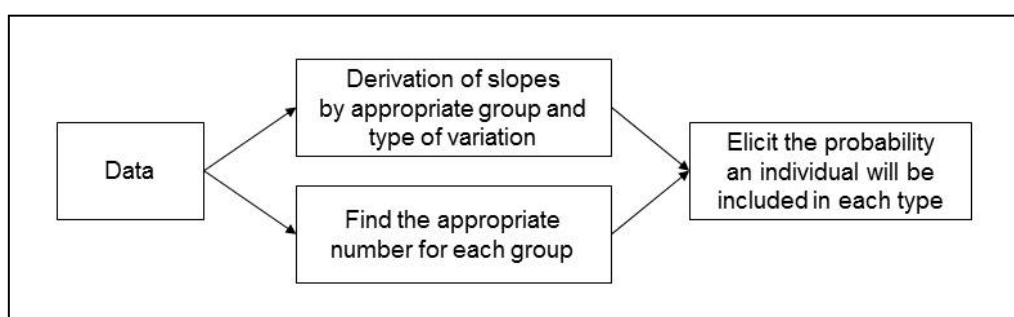 Data
Derivation of slopes
by appropriate group and
type of variation
Find the appropriate
number for each group
Elicit the probability
an individual will be
included in each type